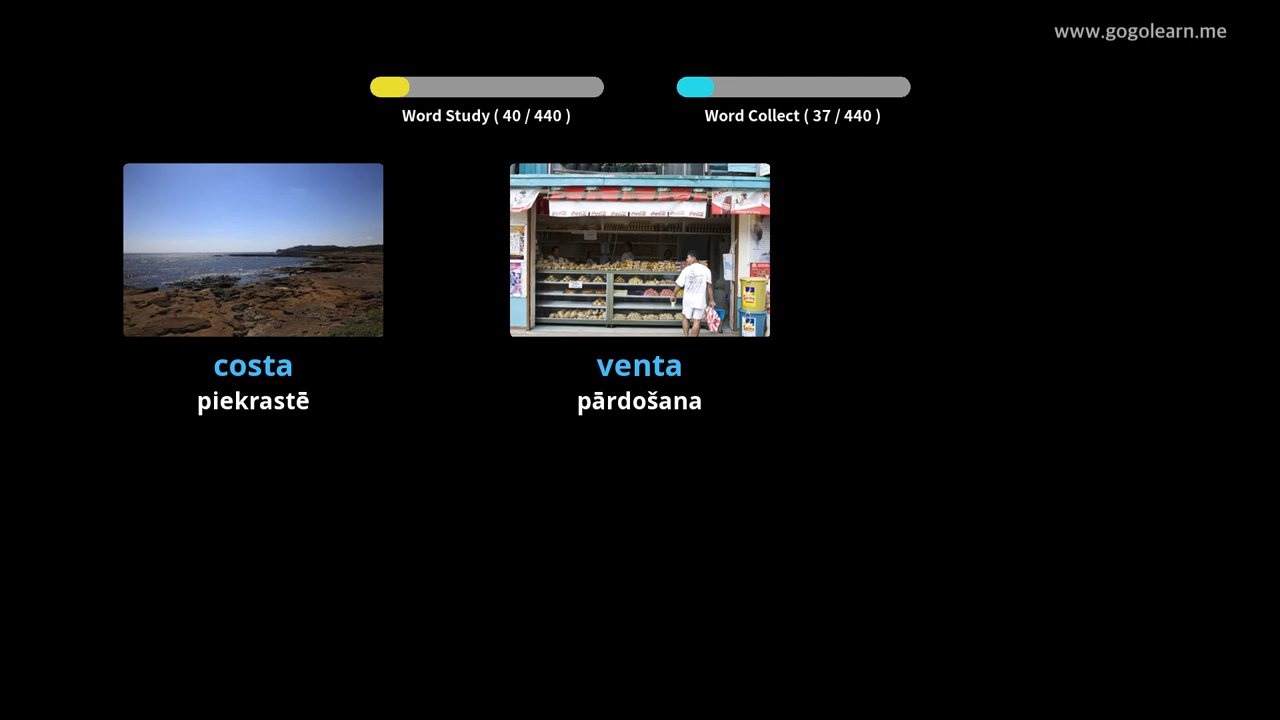 www.gogolearn.me
Word Study ( 40 / 440 )
Word Collect ( 37 / 440 )
costa
piekrastē
venta
pārdošana